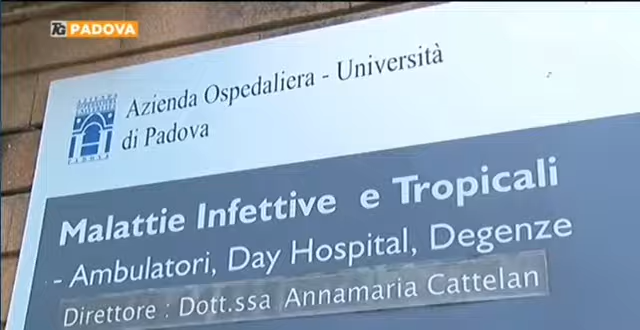 TG PADOVA
Azienda Ospedaliera - Università
di Padova
PADOVA
Malattie Infettive e Tropicali
- Ambulatori, Day Hospital, Degenze
Direttore : Dott.ssa Annamaria Cattelan